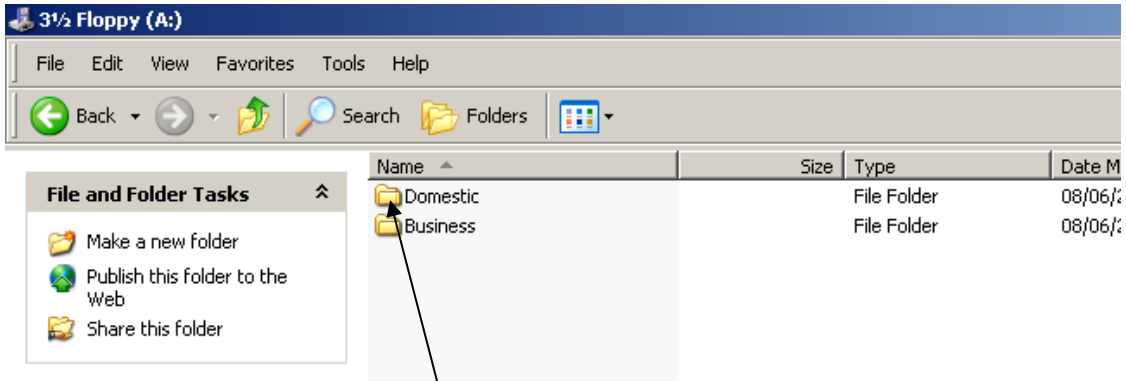 3½ Floppy (A:)
File Edit View Favorites Tools Help
Back Search Folders
Name Size Type Date M
File and Folder Tasks
Domestic File Folder 08/06/2
Business File Folder 08/06/2
Make a new folder
Publish this folder to the
Web
Share this folder